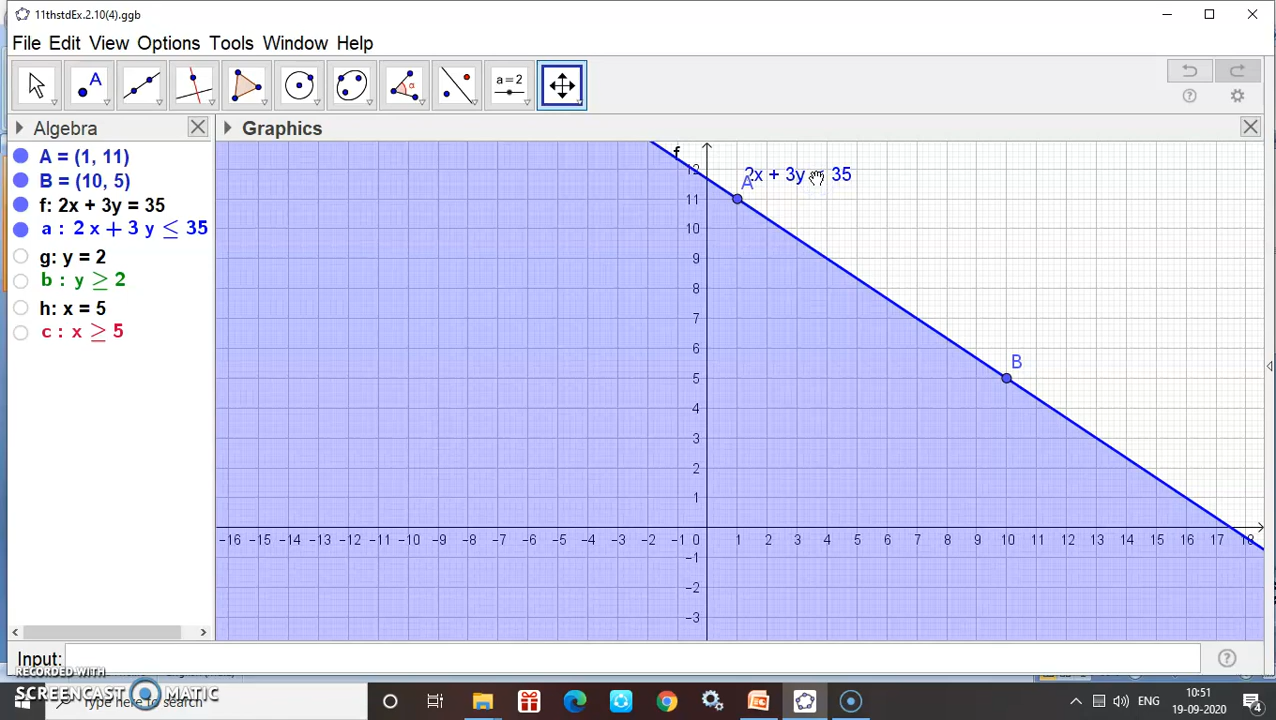 11thstdEx.2.10(4).ggb
File Edit View Options Tools Window Help
A
α
a = 2
Algebra
Graphics
A = (1, 11)
B = (10, 5)
f: 2x + 3y = 35
a : 2 x + 3 y ≤ 35
g: y = 2
b : y ≥ 2
h: x = 5
c : x ≥ 5
f
2x + 3y 35
A
B
12
11
10
9
8
7
6
5
4
3
2
1
-16 -15 -14 -13 -12 -11 -10 -9 -8 -7 -6 -5 -4 -3 -2 -1 0 1 2 3 4 5 6 7 8 9 10 11 12 13 14 15 16 17 18
-1
-2
-3
Input:
RECORDED WITH
SCREENCAST MATIC
Type here to search
ENG
10:51
19-09-2020
4